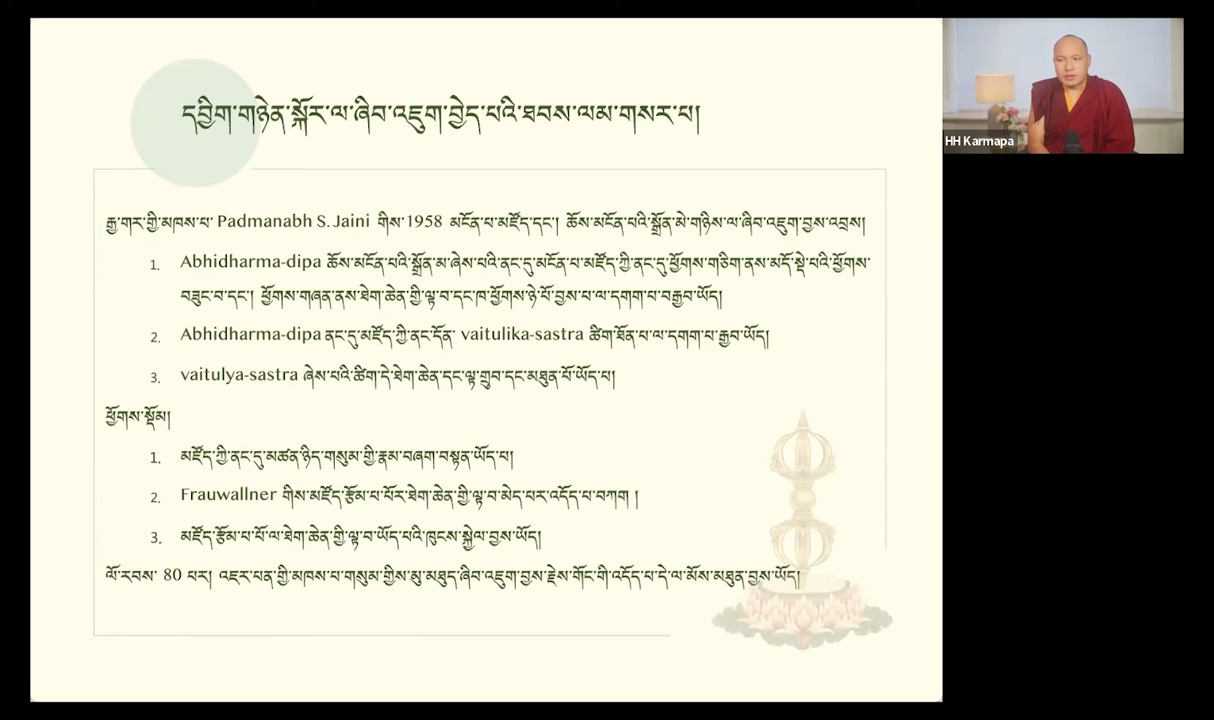 དབྱིག་གཉེན་སྐོར་ལ་ཞིབ་འཇུག་བྱེད་པའི་ཐབས་ལམ་གསར་པ།
HH Karmapa
རྒྱ་གར་གྱི་མཁས་པ་ Padmanabh S. Jaini གིས་ 1958 མངོན་པ་མཛོད་དང་། ཆོས་མངོན་པའི་སྒྲོན་མེ་གཉིས་ལ་ཞིབ་འཇུག་བྱས་འབྲས།
1. Abhidharma-dipa ཆོས་མངོན་པའི་སྒྲོན་མ་ཞེས་པའི་ནང་དུ་མངོན་པ་མཛོད་ཀྱི་ནང་དུ་ཕྱོགས་གཅིག་ནས་མདོ་སྡེ་པའི་ཕྱོགས་
བཟུང་བ་དང་། ཕྱོགས་གཞན་ནས་ཐེག་ཆེན་གྱི་ལྟ་བ་དང་ཁ་ཕྱོགས་ཉེ་པོ་བྱས་པ་ལ་དགག་པ་བརྒྱབ་ཡོད།
2. Abhidharma-dipa ནང་དུ་མཛོད་ཀྱི་ནང་དོན་ vaitulika-sastra ཚིག་ཐོན་པ་ལ་དགག་པ་རྒྱབ་ཡོད།
3. vaitulya-sastra ཞེས་པའི་ཚིག་དེ་ཐེག་ཆེན་དང་ལྟ་གྲུབ་དང་མཐུན་པོ་ཡོད་པ།
ཕྱོགས་སྡོམ།
1. མཛོད་ཀྱི་ནང་དུ་མཚན་ཉིད་གསུམ་གྱི་རྣམ་བཞག་བསྟན་ཡོད་པ།
2. Frauwallner གིས་མཛོད་རྩོམ་པ་པོར་ཐེག་ཆེན་གྱི་ལྟ་བ་མེད་པར་འདོད་པ་བཀག །
3. མཛོད་རྩོམ་པ་པོ་ལ་ཐེག་ཆེན་གྱི་ལྟ་བ་ཡོད་པའི་ཁུངས་སྐྱེལ་བྱས་ཡོད།
ལོ་རབས་ 80 པར། འཇར་པན་གྱི་མཁས་པ་གསུམ་གྱིས་མུ་མཐུད་ཞིབ་འཇུག་བྱས་རྗེས་གོང་གི་འདོད་པ་དེ་ལ་མོས་མཐུན་བྱས་ཡོད།